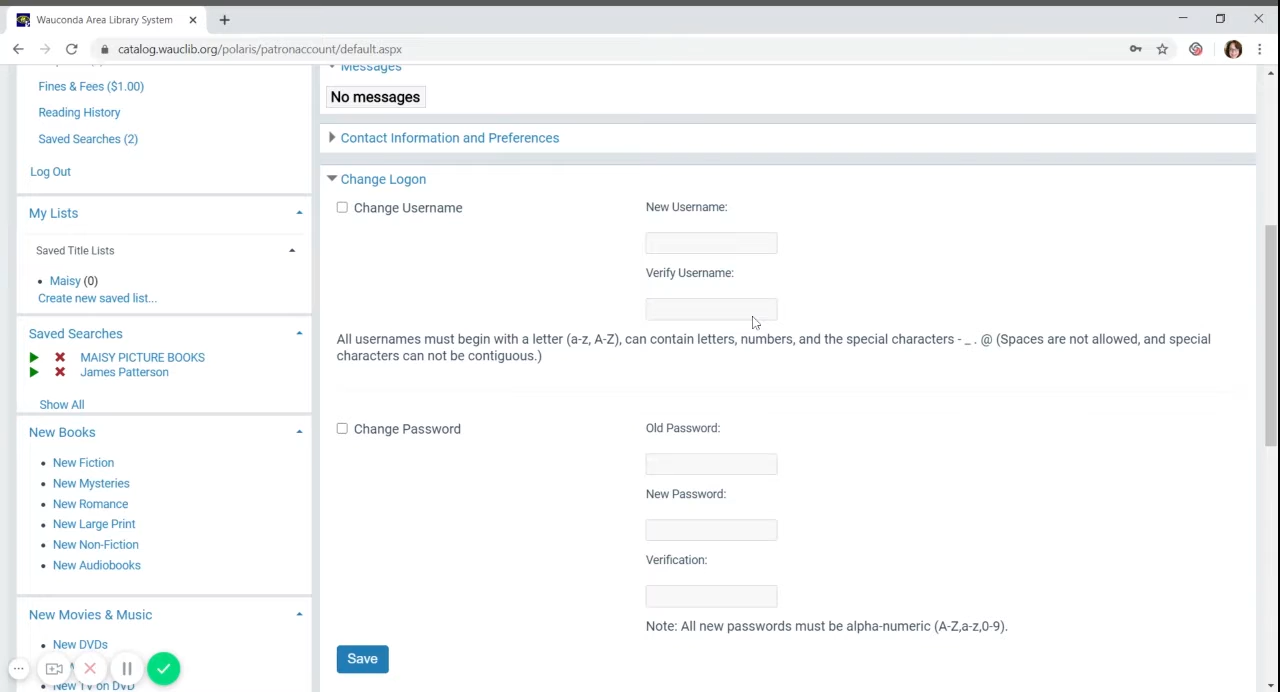 Wauconda Area Library System
catalog.wauclib.org/polaris/patronaccount/default.aspx
Fines & Fees ($1.00)
Reading History
Saved Searches (2)
Log Out
My Lists
Saved Title Lists
Maisy (0)
Create new saved list...
Saved Searches
MAISY PICTURE BOOKS
James Patterson
Show All
New Books
New Fiction
New Mysteries
New Romance
New Large Print
New Non-Fiction
New Audiobooks
New Movies & Music
New DVDs
New TV on DVD
Messages
No messages
Contact Information and Preferences
Change Logon
Change Username
New Username:
Verify Username:
All usernames must begin with a letter (a-z, A-Z), can contain letters, numbers, and the special characters - _ . @ (Spaces are not allowed, and special
characters can not be contiguous.)
Change Password
Old Password:
New Password:
Verification:
Note: All new passwords must be alpha-numeric (A-Z,a-z,0-9).
Save